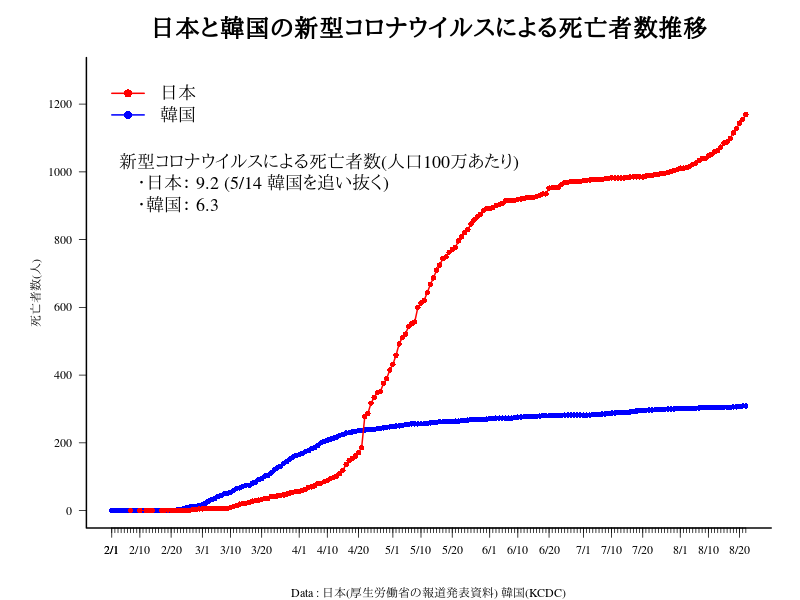 日本と韓国の新型コロナウイルスによる死亡者数推移
日本
韓国
新型コロナウイルスによる死亡者数(人口100万あたり)
・日本: 9.2 (5/14 韓国を追い抜く)
・韓国: 6.3
死亡者数(人)
1200
1000
800
600
400
200
0
2/1 2/10 2/20 3/1 3/10 3/20 4/1 4/10 4/20 5/1 5/10 5/20 6/1 6/10 6/20 7/1 7/10 7/20 8/1 8/10 8/20
Data : 日本(厚生労働省の報道発表資料) 韓国(KCDC)